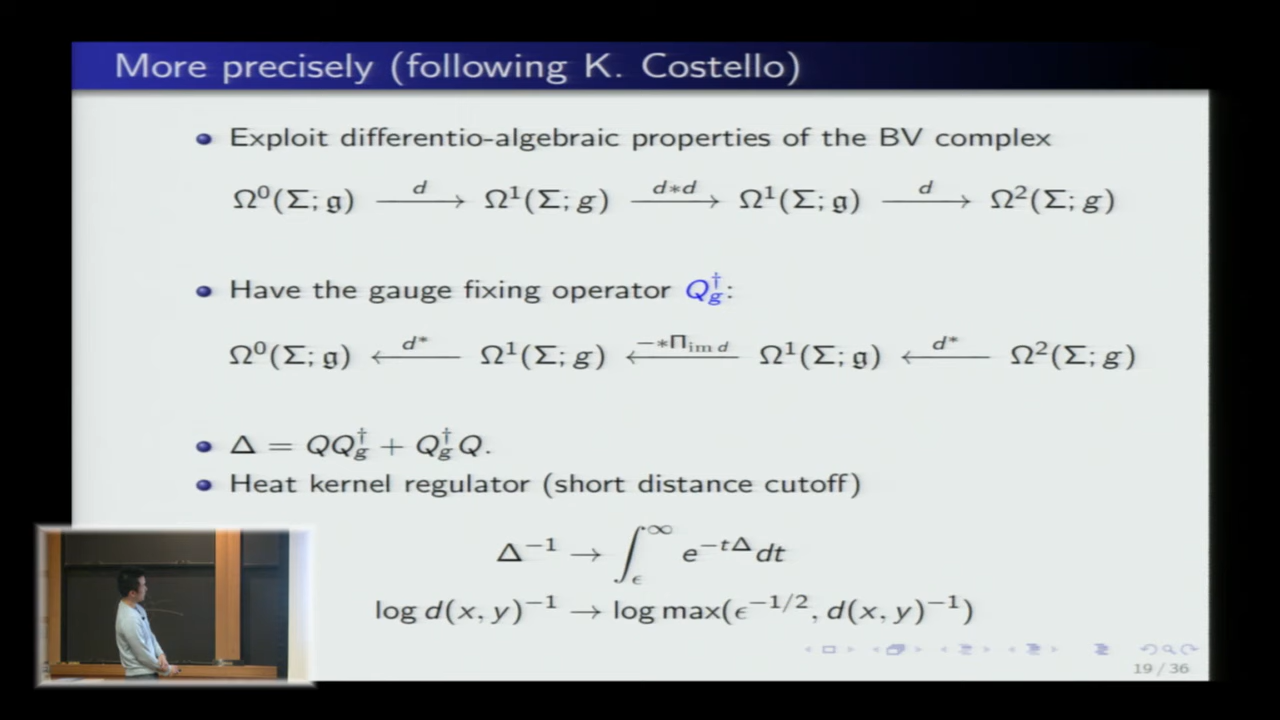 More precisely (following K. Costello)
Exploit differentio-algebraic properties of the BV complex
Ω⁰(Σ; 𝔤) —d→ Ω¹(Σ; g) —d∗d→ Ω¹(Σ; 𝔤) —d→ Ω²(Σ; g)
Have the gauge fixing operator Q_g^†:
Ω⁰(Σ; 𝔤) ←d*— Ω¹(Σ; g) ←−∗Π_{im d}— Ω¹(Σ; 𝔤) ←d*— Ω²(Σ; g)
Δ = QQ_g^† + Q_g^†Q.
Heat kernel regulator (short distance cutoff)
Δ⁻¹ → ∫_ϵ^∞ e^{−tΔ} dt
log d(x, y)⁻¹ → log max(ϵ^{−1/2}, d(x, y)⁻¹)
19 / 36